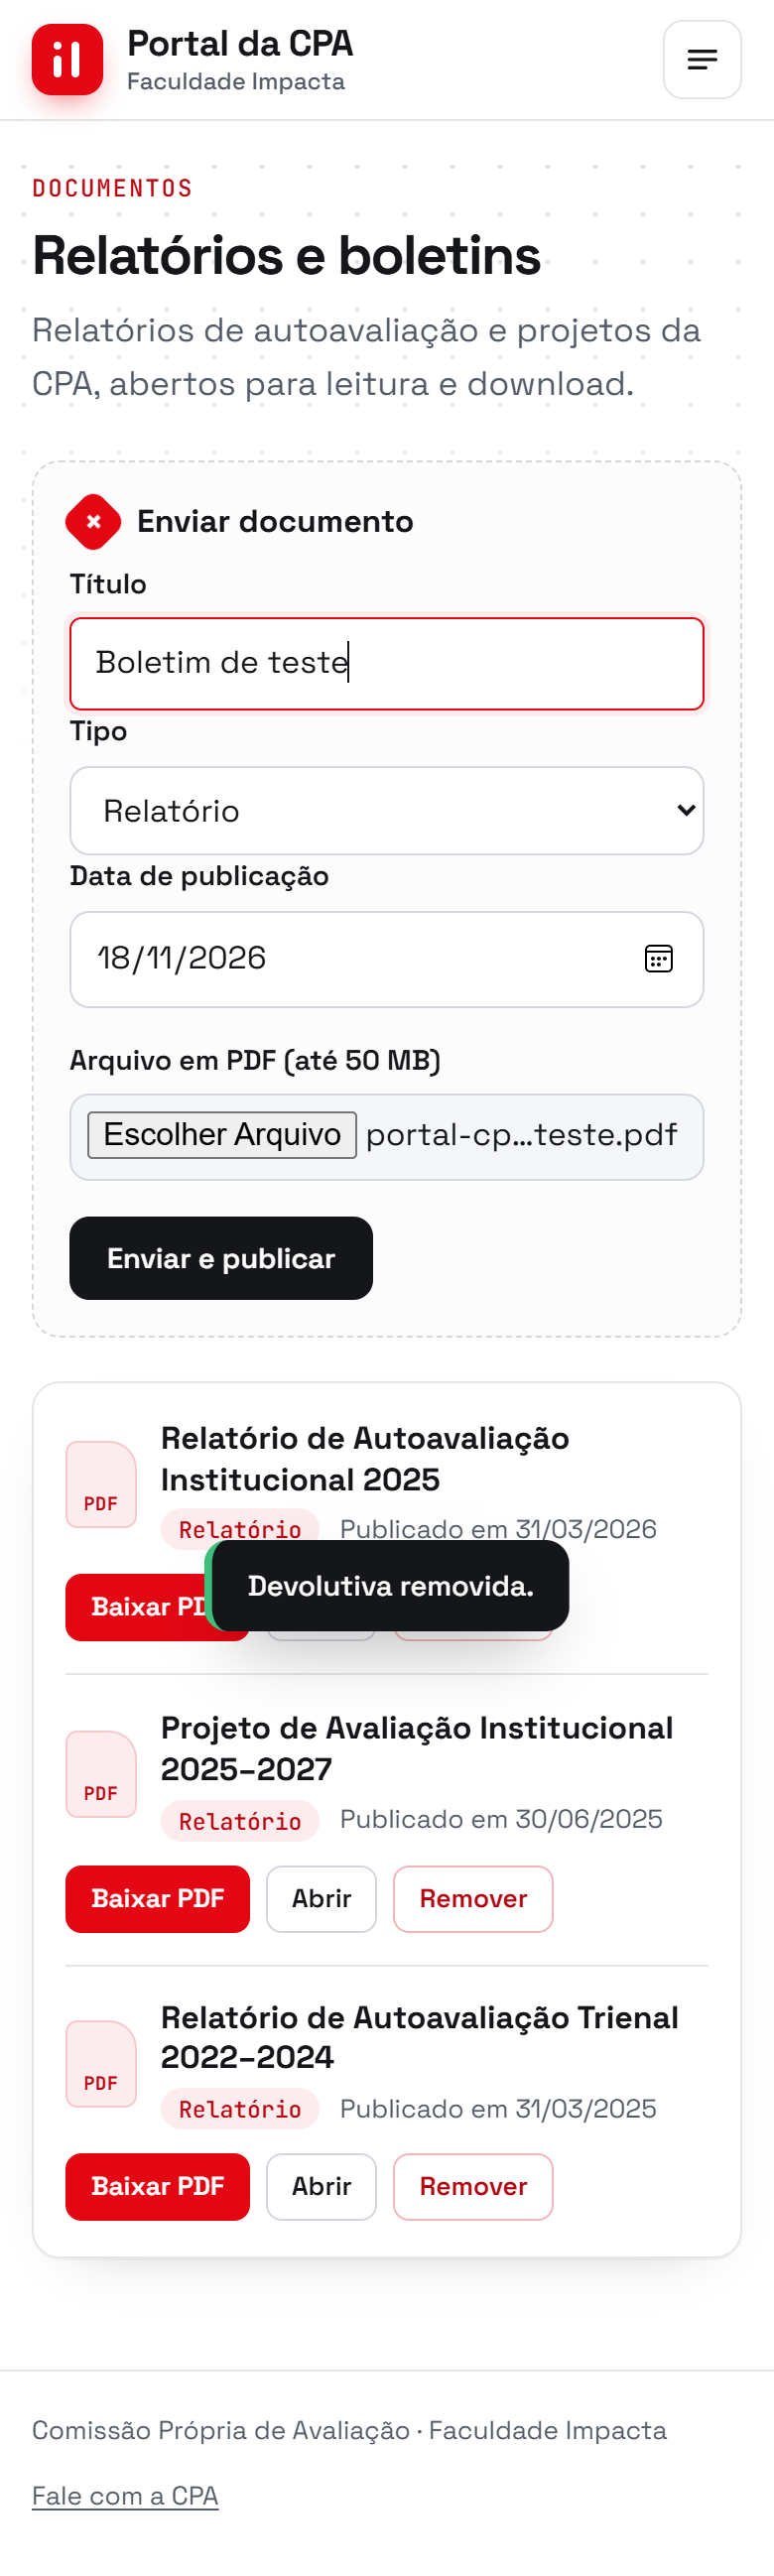 Portal da CPA
Faculdade Impacta
DOCUMENTOS
Relatórios e boletins
Relatórios de autoavaliação e projetos da
CPA, abertos para leitura e download.
Enviar documento
Título
Boletim de teste
Tipo
Relatório
Data de publicação
18/11/2026
Arquivo em PDF (até 50 MB)
Escolher Arquivo portal-cp...teste.pdf
Enviar e publicar
PDF
Relatório de Autoavaliação
Institucional 2025
Relatório Publicado em 31/03/2026
Baixar
Devolutiva removida.
PDF
Projeto de Avaliação Institucional
2025–2027
Relatório Publicado em 30/06/2025
Baixar PDF Abrir Remover
PDF
Relatório de Autoavaliação Trienal
2022–2024
Relatório Publicado em 31/03/2025
Baixar PDF Abrir Remover
Comissão Própria de Avaliação · Faculdade Impacta
Fale com a CPA